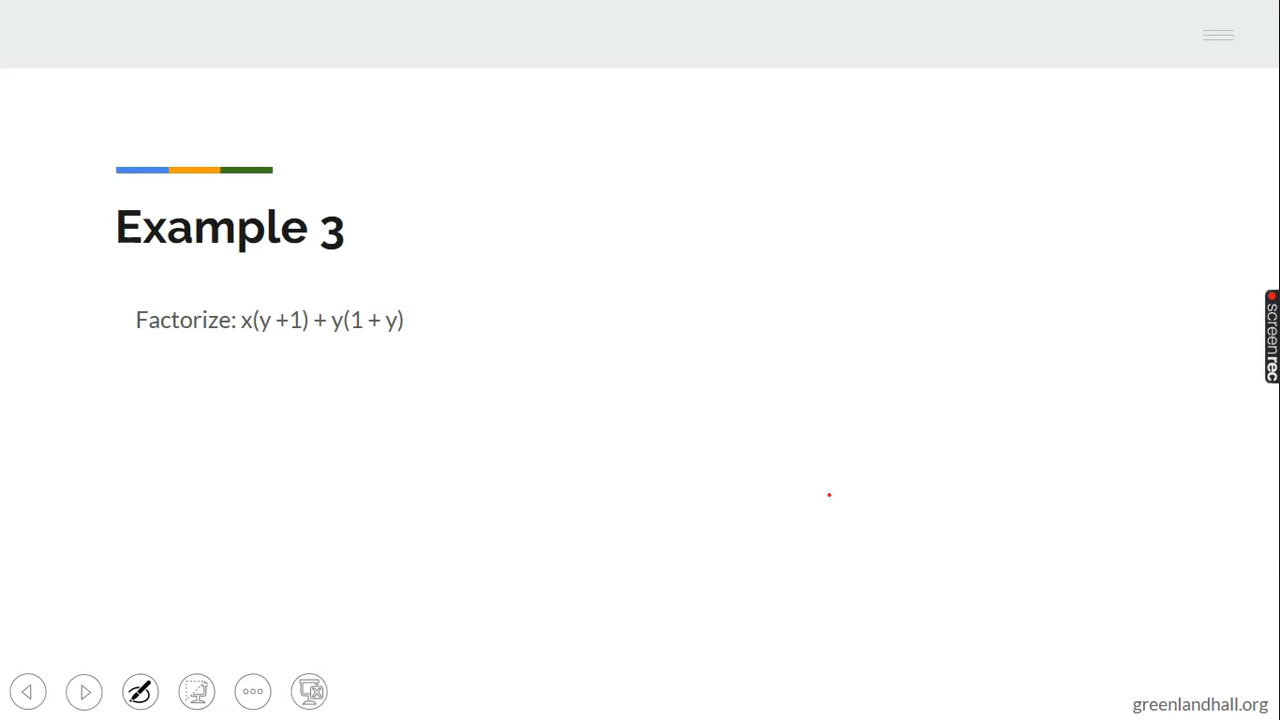 Example 3
Factorize: x(y +1) + y(1 + y)
screenrec
greenlandhall.org